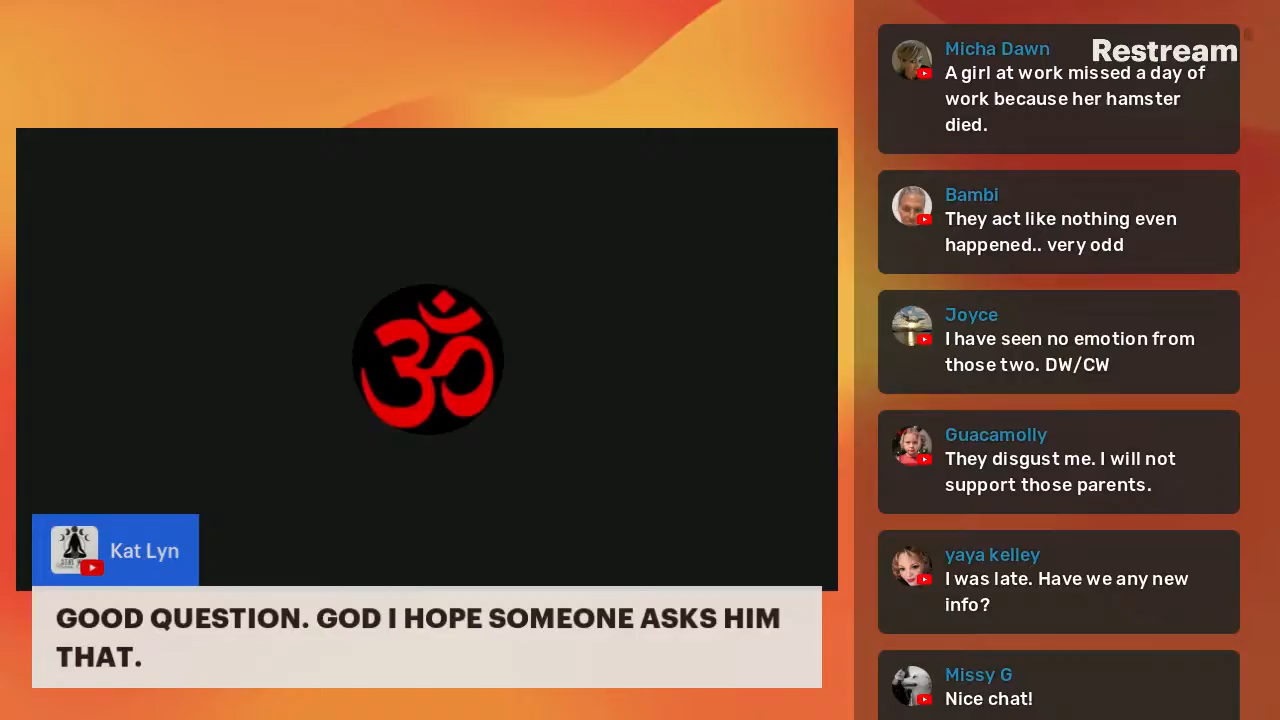 ॐ
Kat Lyn
GOOD QUESTION. GOD I HOPE SOMEONE ASKS HIM
THAT.
Restream
Micha Dawn
A girl at work missed a day of
work because her hamster
died.
Bambi
They act like nothing even
happened.. very odd
Joyce
I have seen no emotion from
those two. DW/CW
Guacamolly
They disgust me. I will not
support those parents.
yaya kelley
I was late. Have we any new
info?
Missy G
Nice chat!